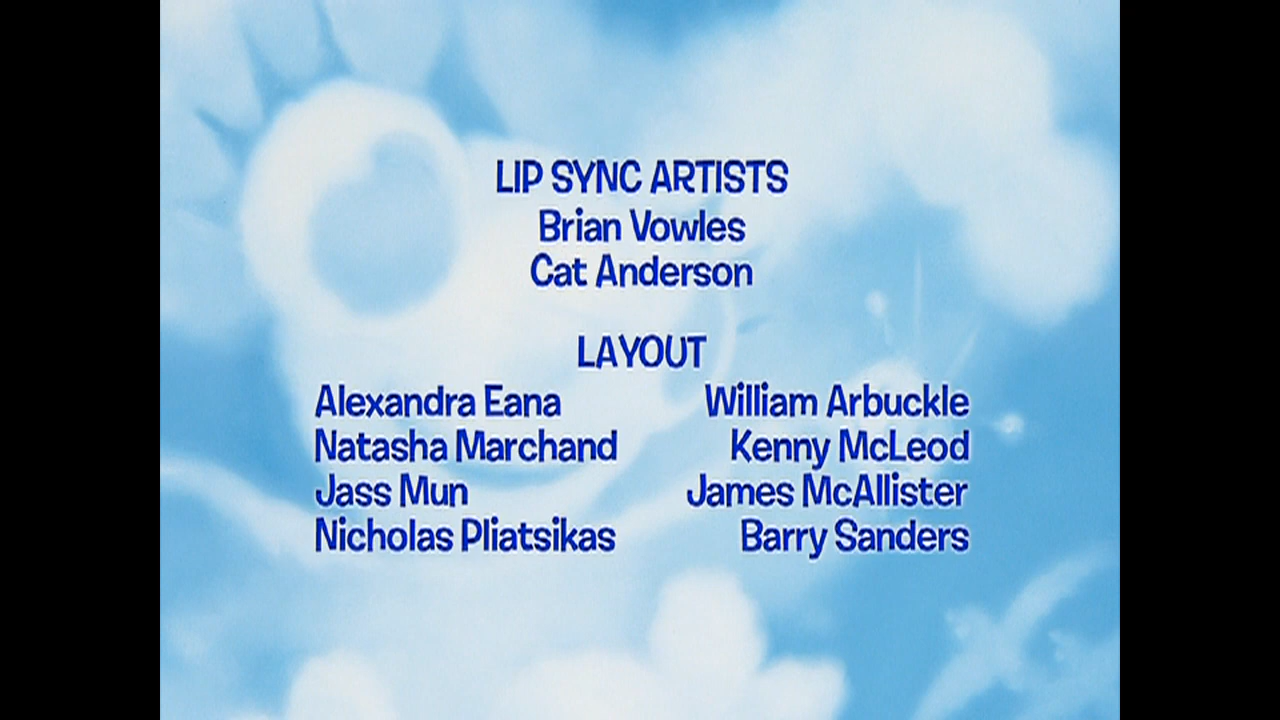 LIP SYNC ARTISTS
Brian Vowles
Cat Anderson
LAYOUT
Alexandra Eana William Arbuckle
Natasha Marchand Kenny McLeod
Jass Mun James McAllister
Nicholas Pliatsikas Barry Sanders